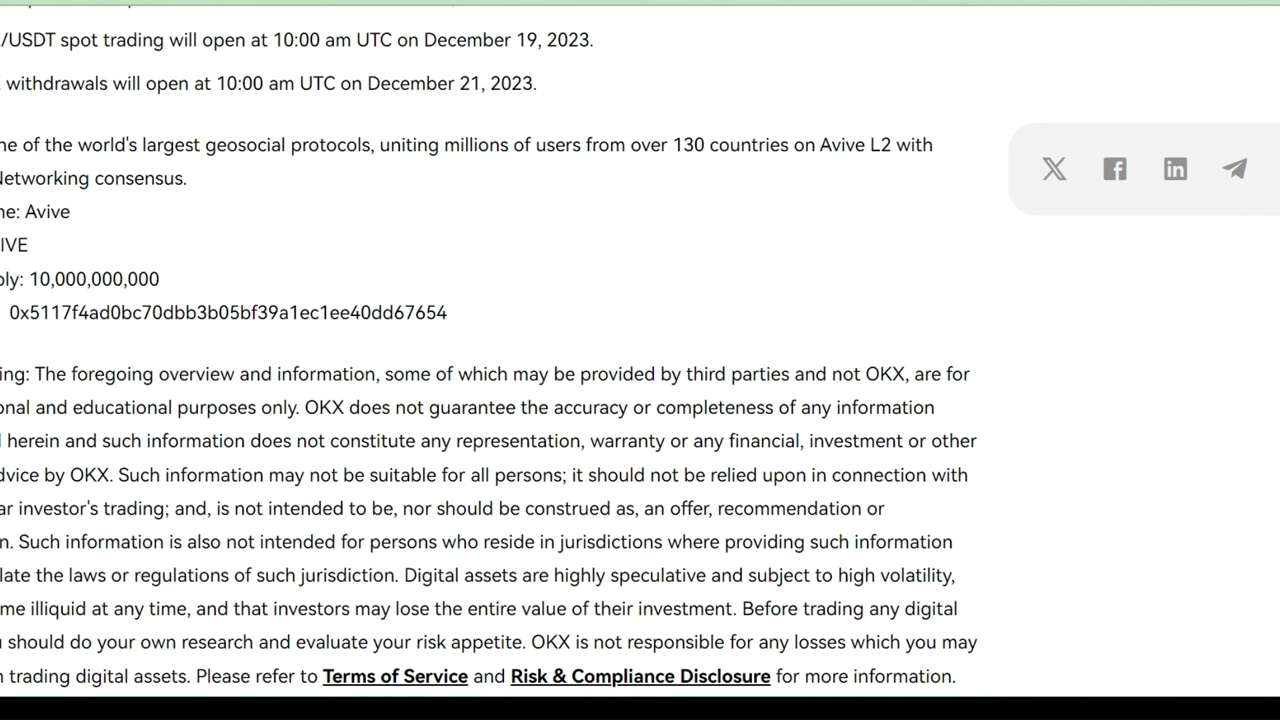 /USDT spot trading will open at 10:00 am UTC on December 19, 2023.
withdrawals will open at 10:00 am UTC on December 21, 2023.
ne of the world's largest geosocial protocols, uniting millions of users from over 130 countries on Avive L2 with
Networking consensus.
ne: Avive
IVE
ply: 10,000,000,000
0x5117f4ad0bc70dbb3b05bf39a1ec1ee40dd67654
ing: The foregoing overview and information, some of which may be provided by third parties and not OKX, are for
onal and educational purposes only. OKX does not guarantee the accuracy or completeness of any information
herein and such information does not constitute any representation, warranty or any financial, investment or other
dvice by OKX. Such information may not be suitable for all persons; it should not be relied upon in connection with
ar investor's trading; and, is not intended to be, nor should be construed as, an offer, recommendation or
n. Such information is also not intended for persons who reside in jurisdictions where providing such information
late the laws or regulations of such jurisdiction. Digital assets are highly speculative and subject to high volatility,
me illiquid at any time, and that investors may lose the entire value of their investment. Before trading any digital
should do your own research and evaluate your risk appetite. OKX is not responsible for any losses which you may
trading digital assets. Please refer to Terms of Service and Risk & Compliance Disclosure for more information.